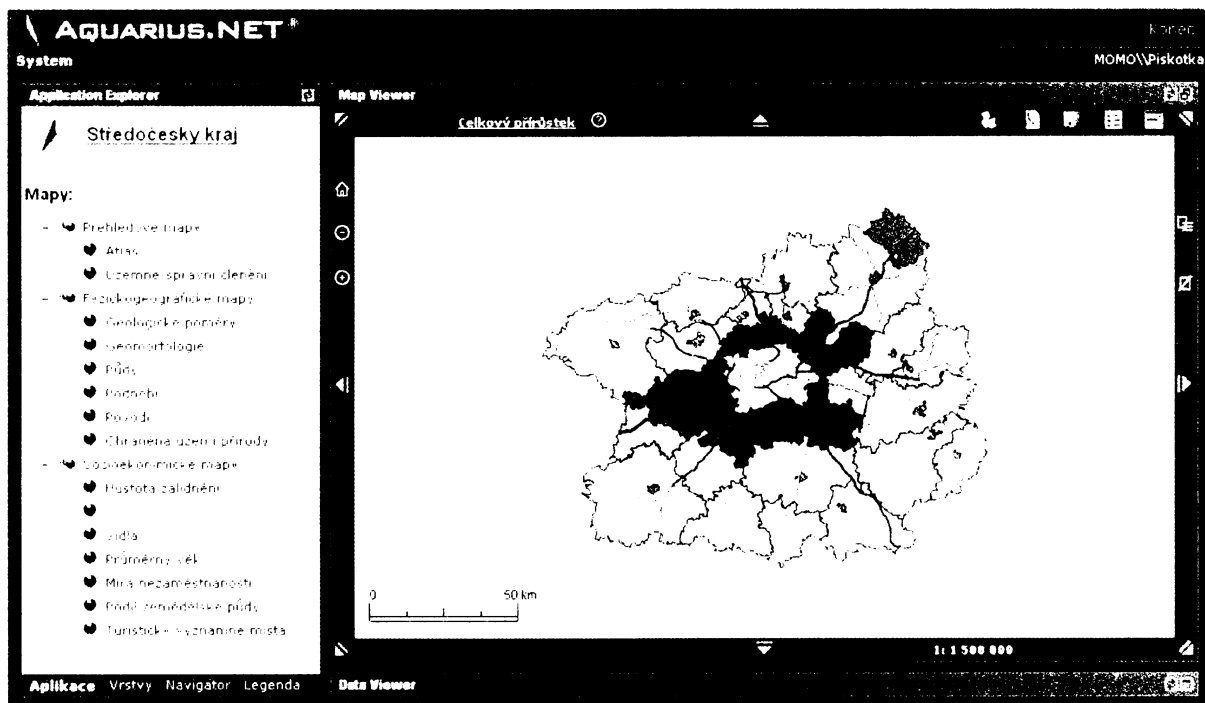 AQUARIUS.NET®
Konec
System
MOMO\\Piskotka
Application Explorer
Map Viewer
Středočeský kraj
Celkový přírůstek
Mapy:
Přehledové mapy
Atlas
Územně správní členění
Fyzickogeografické mapy
Geologické poměry
Geomorfologie
Půdy
Podnebí
Povodí
Chráněná území přírody
Socioekonomické mapy
Hustota zalidnění
Sídla
Průměrný věk
Míra nezaměstnanosti
Podíl zemědělské půdy
Turisticky významné místa
0 50 km
1: 1 500 000
Aplikace Vrstvy Navigátor Legenda
Data Viewer